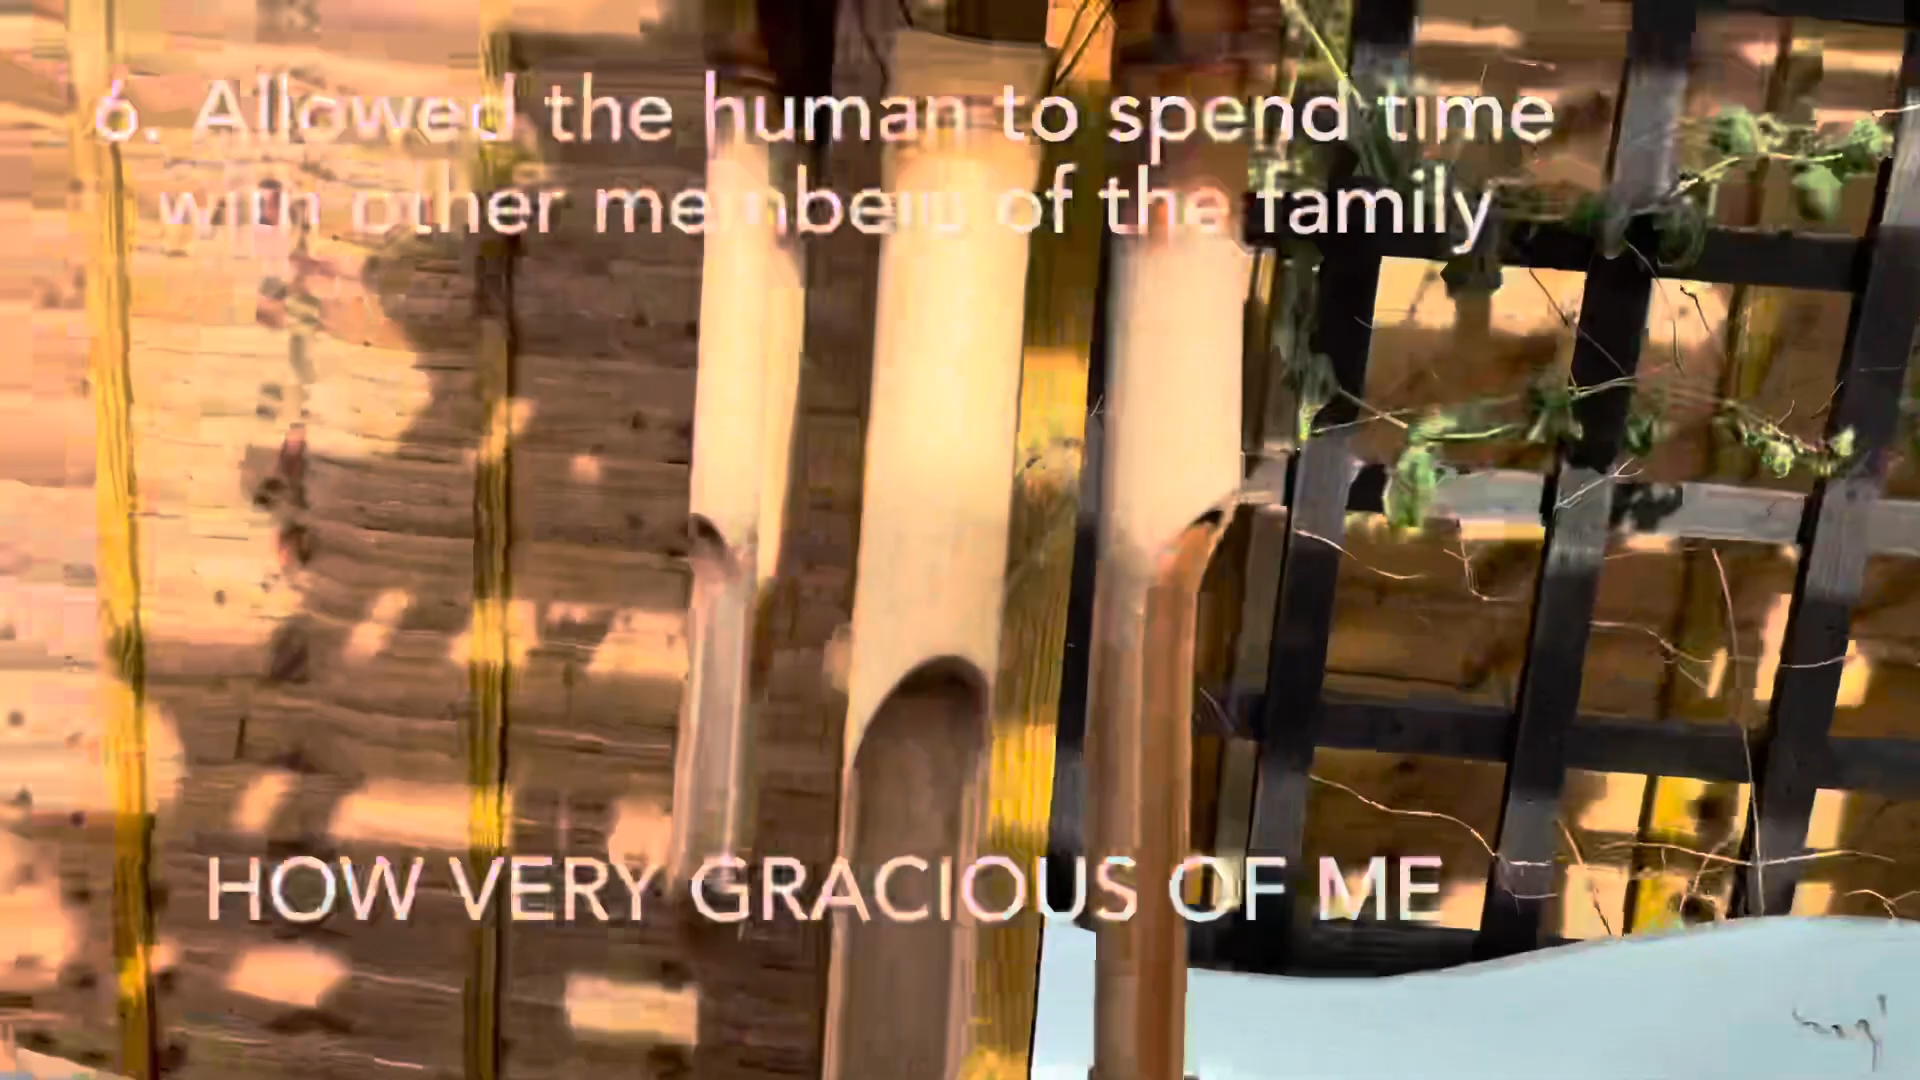 6. Allowed the human to spend time
with other members of the family
HOW VERY GRACIOUS OF ME